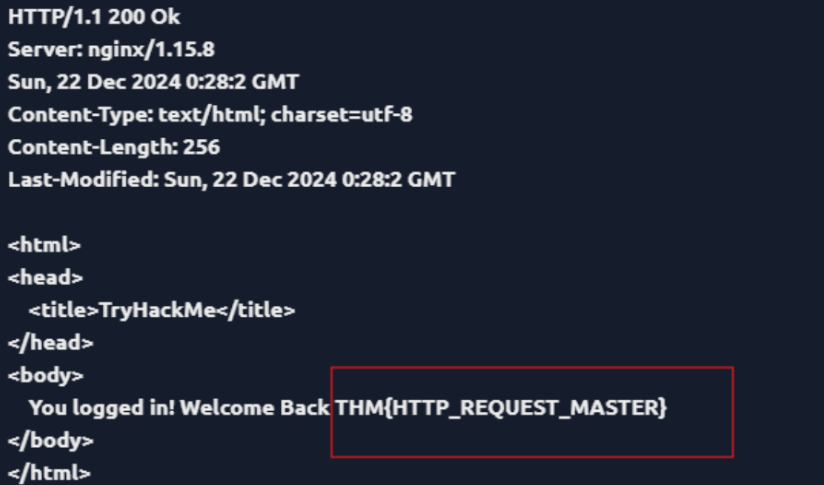 HTTP/1.1 200 Ok
Server: nginx/1.15.8
Sun, 22 Dec 2024 0:28:2 GMT
Content-Type: text/html; charset=utf-8
Content-Length: 256
Last-Modified: Sun, 22 Dec 2024 0:28:2 GMT
<html>
<head>
<title>TryHackMe</title>
</head>
<body>
You logged in! Welcome Back THM{HTTP_REQUEST_MASTER}
</body>
</html>